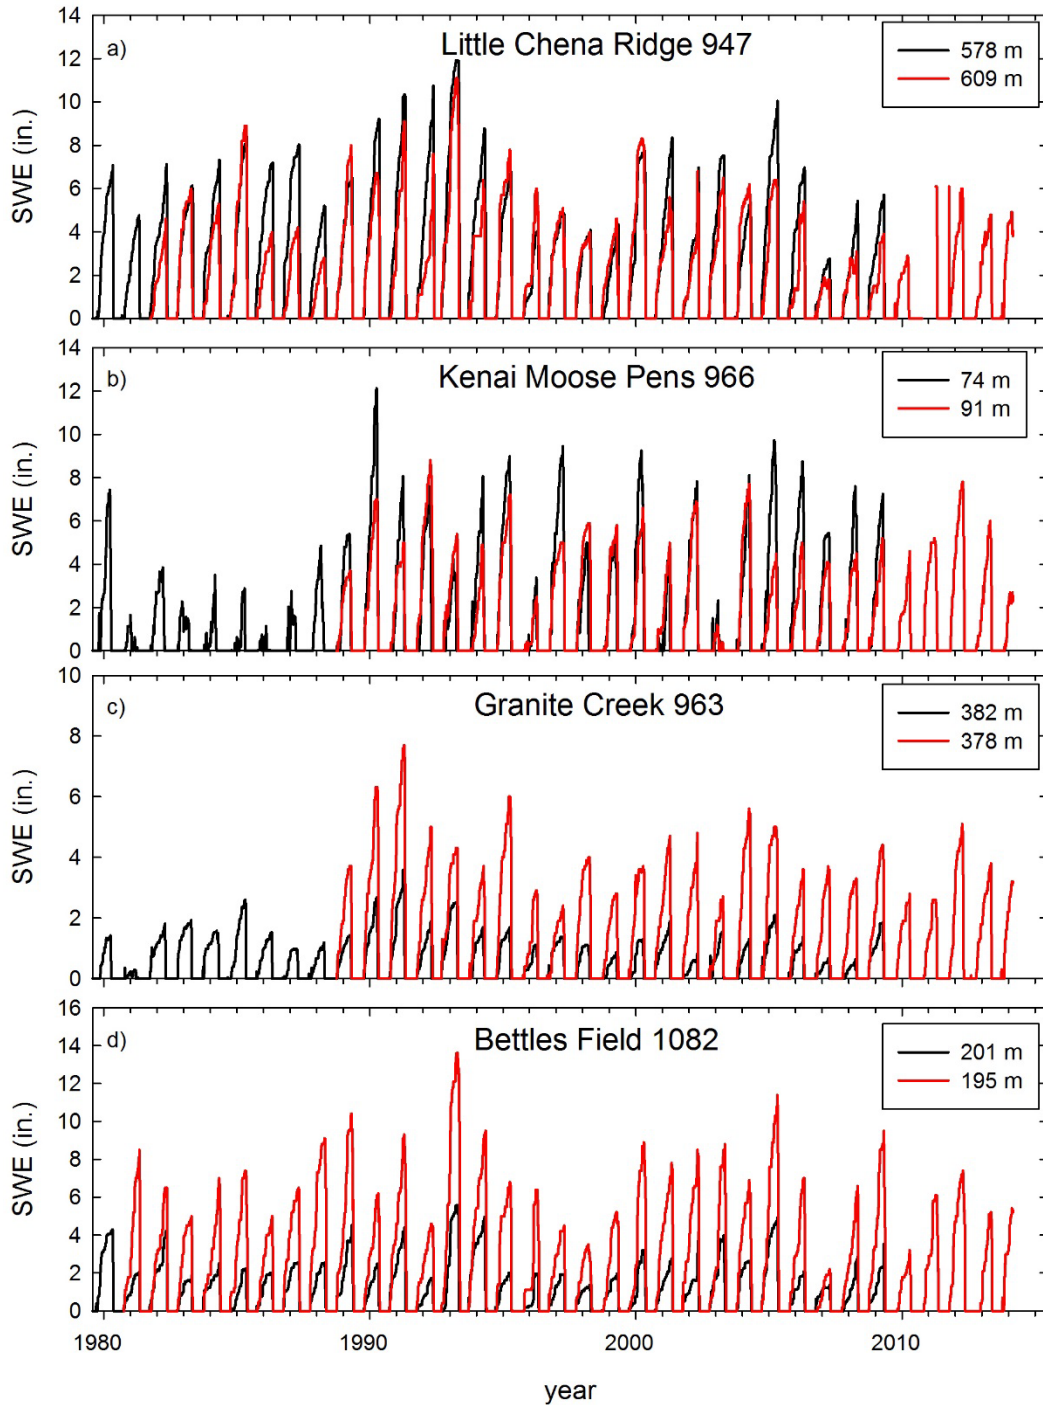 a)
Little Chena Ridge 947
578 m
609 m
SWE (in.)
14
12
10
8
6
4
2
0
b)
Kenai Moose Pens 966
74 m
91 m
SWE (in.)
14
12
10
8
6
4
2
0
c)
Granite Creek 963
382 m
378 m
SWE (in.)
10
8
6
4
2
0
d)
Bettles Field 1082
201 m
195 m
SWE (in.)
16
14
12
10
8
6
4
2
0
1980 1990 2000 2010
year